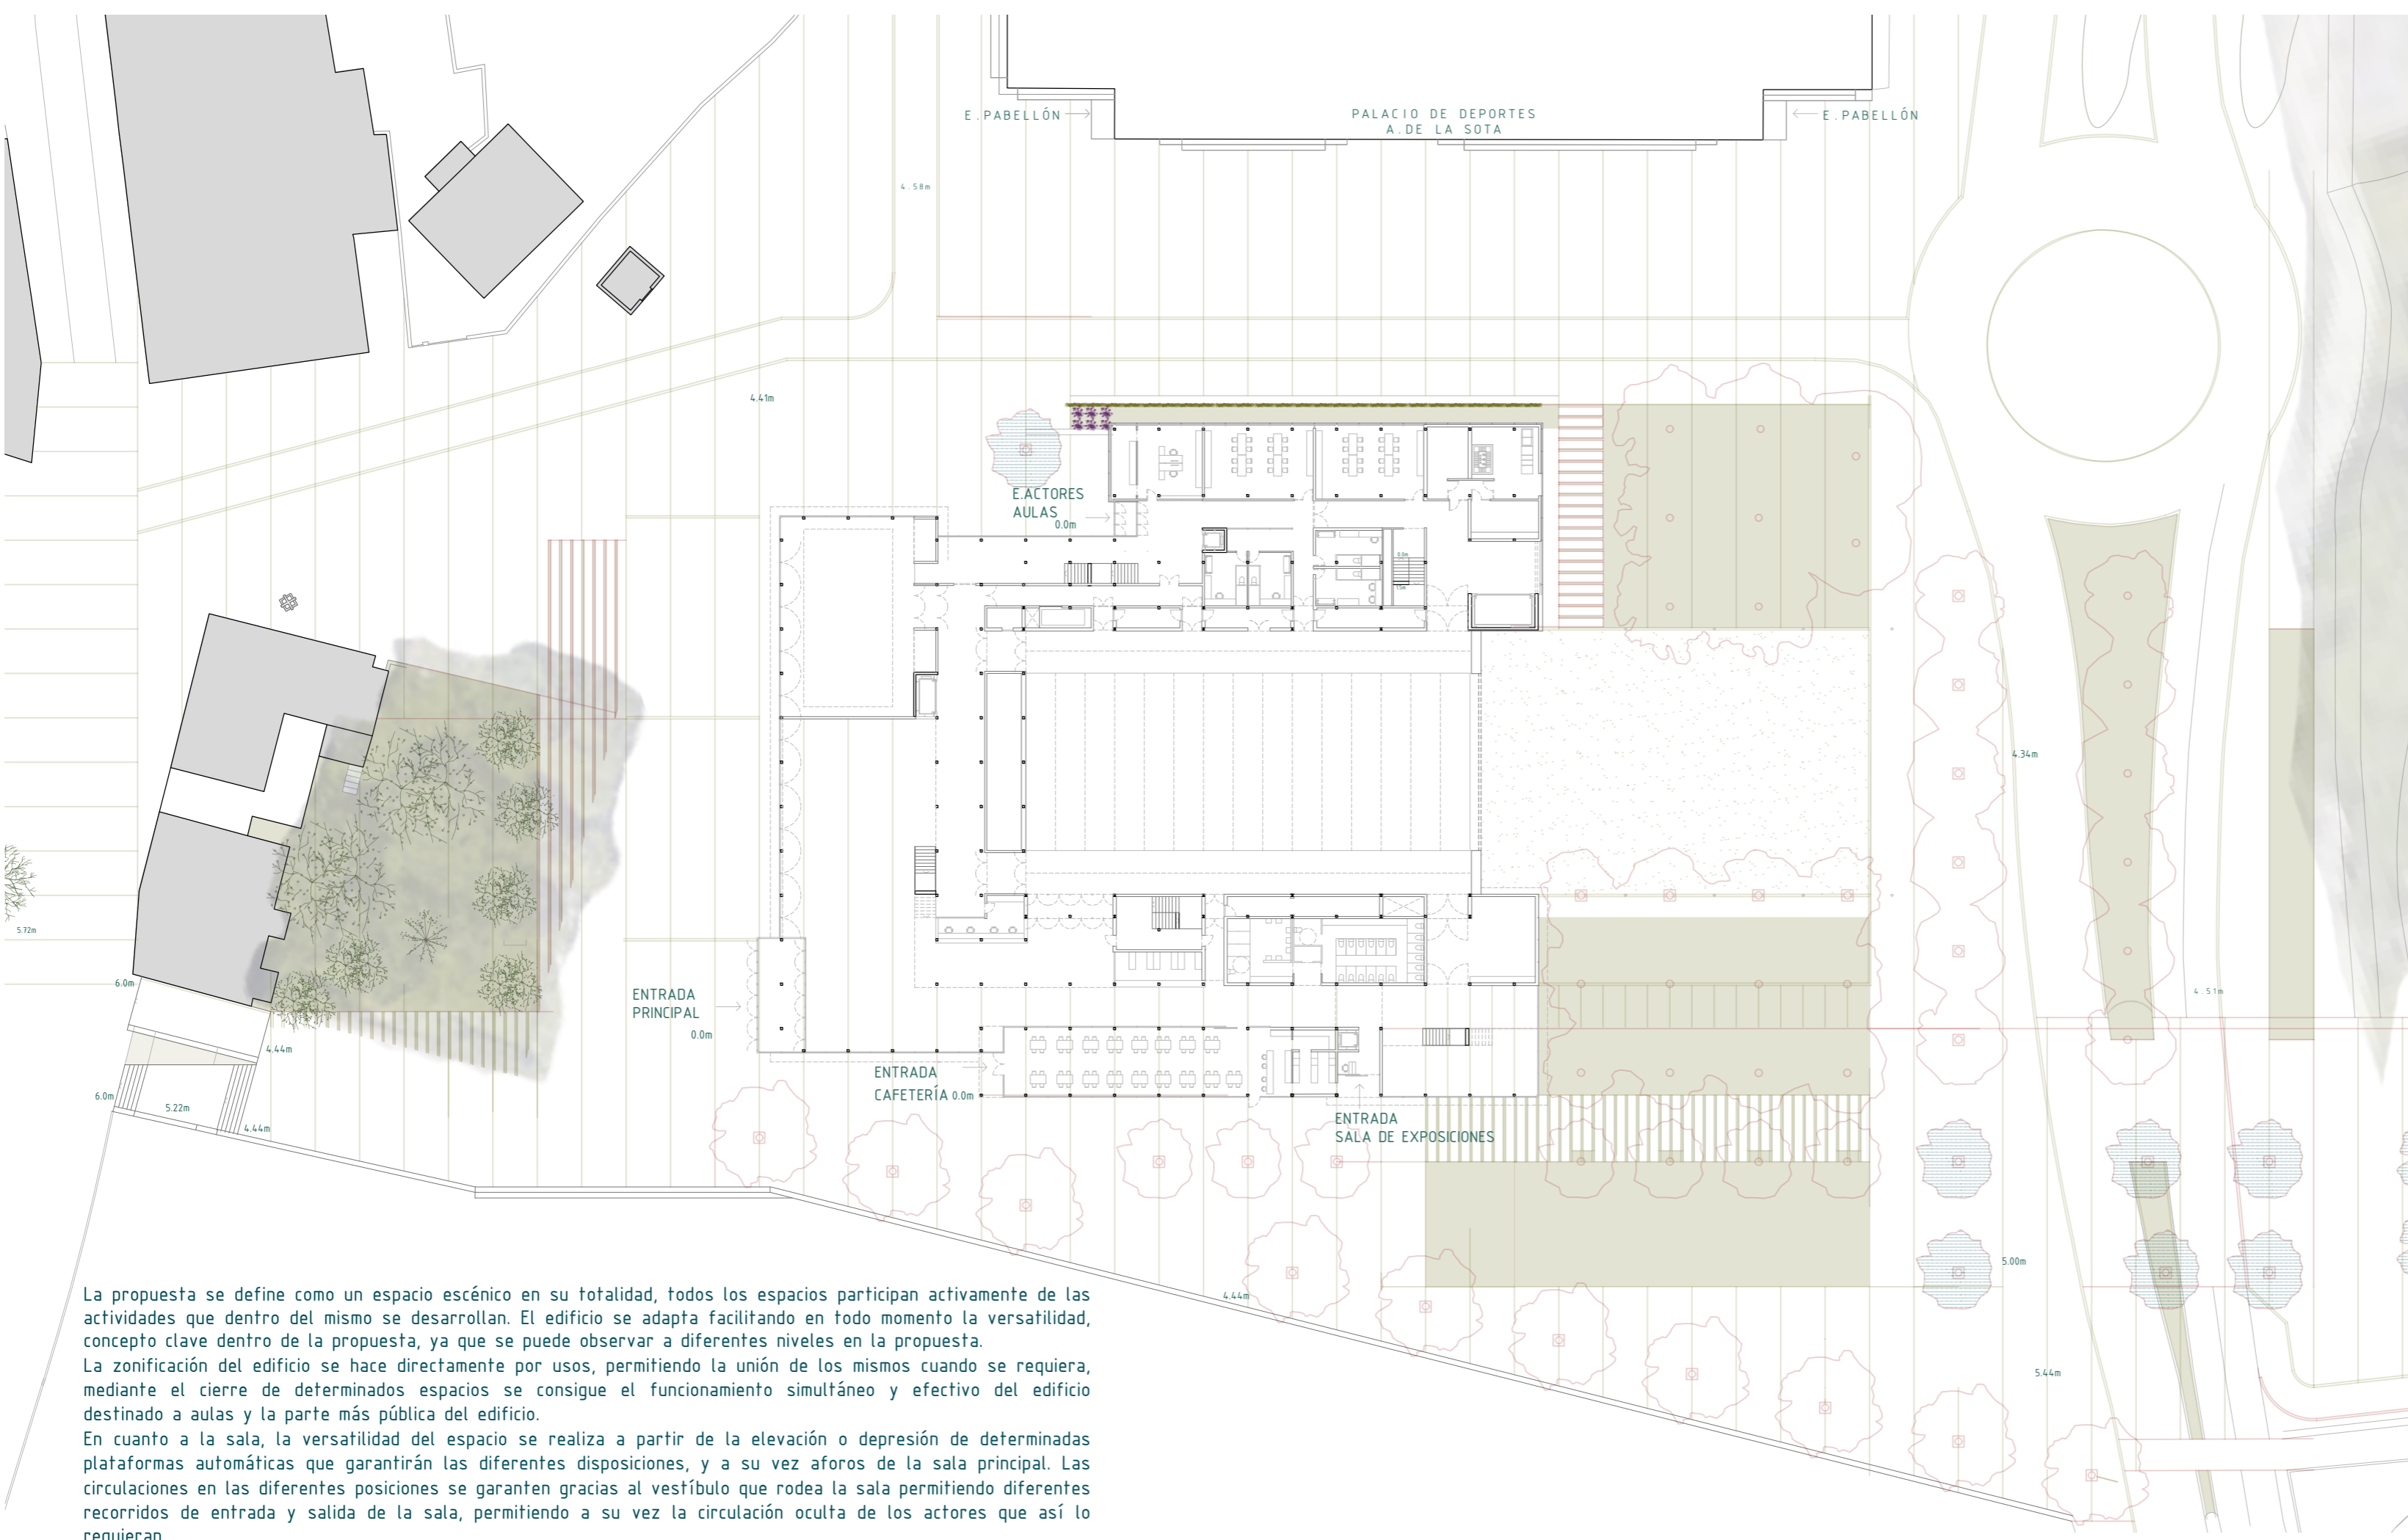 E.PABELLÓN
PALACIO DE DEPORTES
A.DE LA SOTA
E.PABELLÓN
4.58m
4.41m
E.ACTORES
AULAS
0.0m
0.0m
4.34m
5.72m
6.0m
ENTRADA
PRINCIPAL
0.0m
4.51m
4.44m
ENTRADA
CAFETERÍA 0.0m
6.0m
5.22m
4.44m
ENTRADA
SALA DE EXPOSICIONES
5.00m
4.44m
5.44m
La propuesta se define como un espacio escénico en su totalidad, todos los espacios participan activamente de las
actividades que dentro del mismo se desarrollan. El edificio se adapta facilitando en todo momento la versatilidad,
concepto clave dentro de la propuesta, ya que se puede observar a diferentes niveles en la propuesta.
La zonificación del edificio se hace directamente por usos, permitiendo la unión de los mismos cuando se requiera,
mediante el cierre de determinados espacios se consigue el funcionamiento simultáneo y efectivo del edificio
destinado a aulas y la parte más pública del edificio.
En cuanto a la sala, la versatilidad del espacio se realiza a partir de la elevación o depresión de determinadas
plataformas automáticas que garantirán las diferentes disposiciones, y a su vez aforos de la sala principal. Las
circulaciones en las diferentes posiciones se garanten gracias al vestíbulo que rodea la sala permitiendo diferentes
recorridos de entrada y salida de la sala, permitiendo a su vez la circulación oculta de los actores que así lo
requieran.